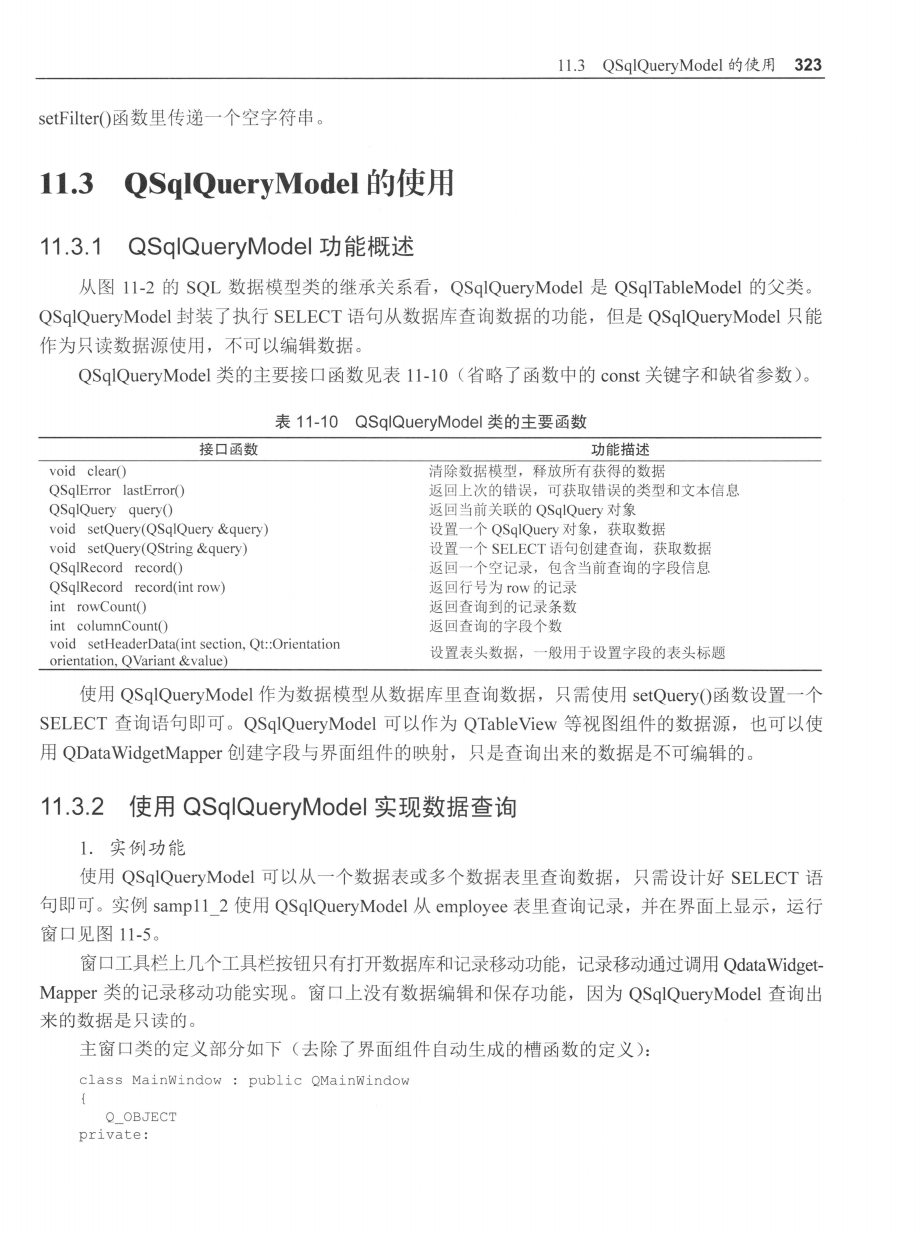 11.3 QSqlQueryModel 的使用 323
setFilter()函数里传递一个空字符串。
11.3 QSqlQueryModel 的使用
11.3.1 QSqlQueryModel 功能概述
从图 11-2 的 SQL 数据模型类的继承关系看，QSqlQueryModel 是 QSqlTableModel 的父类。
QSqlQueryModel 封装了执行 SELECT 语句从数据库查询数据的功能，但是 QSqlQueryModel 只能
作为只读数据源使用，不可以编辑数据。
QSqlQueryModel 类的主要接口函数见表 11-10（省略了函数中的 const 关键字和缺省参数）。
表 11-10 QSqlQueryModel 类的主要函数
接口函数 功能描述
void clear() 清除数据模型，释放所有获得的数据
QSqlError lastError() 返回上次的错误，可获取错误的类型和文本信息
QSqlQuery query() 返回当前关联的 QSqlQuery 对象
void setQuery(QSqlQuery &query) 设置一个 QSqlQuery 对象，获取数据
void setQuery(QString &query) 设置一个 SELECT 语句创建查询，获取数据
QSqlRecord record() 返回一个空记录，包含当前查询的字段信息
QSqlRecord record(int row) 返回行号为 row 的记录
int rowCount() 返回查询到的记录条数
int columnCount() 返回查询的字段个数
void setHeaderData(int section, Qt::Orientation
orientation, QVariant &value) 设置表头数据，一般用于设置字段的表头标题
使用 QSqlQueryModel 作为数据模型从数据库里查询数据，只需使用 setQuery()函数设置一个
SELECT 查询语句即可。QSqlQueryModel 可以作为 QTableView 等视图组件的数据源，也可以使
用 QDataWidgetMapper 创建字段与界面组件的映射，只是查询出来的数据是不可编辑的。
11.3.2 使用 QSqlQueryModel 实现数据查询
1. 实例功能
使用 QSqlQueryModel 可以从一个数据表或多个数据表里查询数据，只需设计好 SELECT 语
句即可。实例 samp11_2 使用 QSqlQueryModel 从 employee 表里查询记录，并在界面上显示，运行
窗口见图 11-5。
窗口工具栏上几个工具栏按钮只有打开数据库和记录移动功能，记录移动通过调用 QdataWidget-
Mapper 类的记录移动功能实现。窗口上没有数据编辑和保存功能，因为 QSqlQueryModel 查询出
来的数据是只读的。
主窗口类的定义部分如下（去除了界面组件自动生成的槽函数的定义）：
class MainWindow : public QMainWindow
{
Q_OBJECT
private: